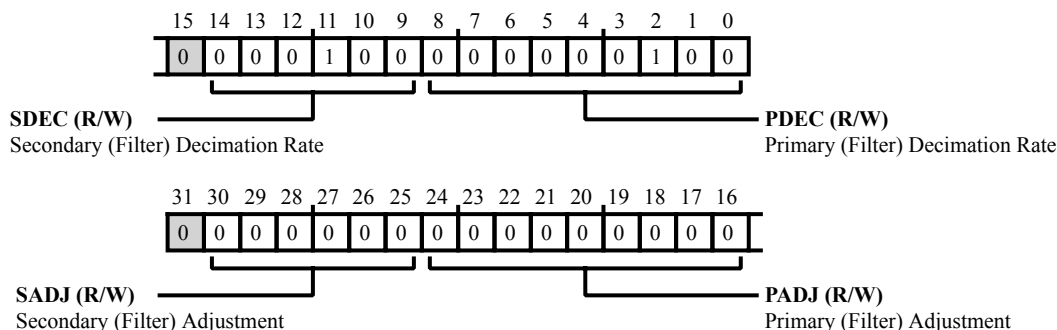 15 14 13 12 11 10 9 8 7 6 5 4 3 2 1 0
0 0 0 0 1 0 0 0 0 0 0 0 0 1 0 0
SDEC (R/W)
Secondary (Filter) Decimation Rate
PDEC (R/W)
Primary (Filter) Decimation Rate
31 30 29 28 27 26 25 24 23 22 21 20 19 18 17 16
0 0 0 0 0 0 0 0 0 0 0 0 0 0 0 0
SADJ (R/W)
Secondary (Filter) Adjustment
PADJ (R/W)
Primary (Filter) Adjustment